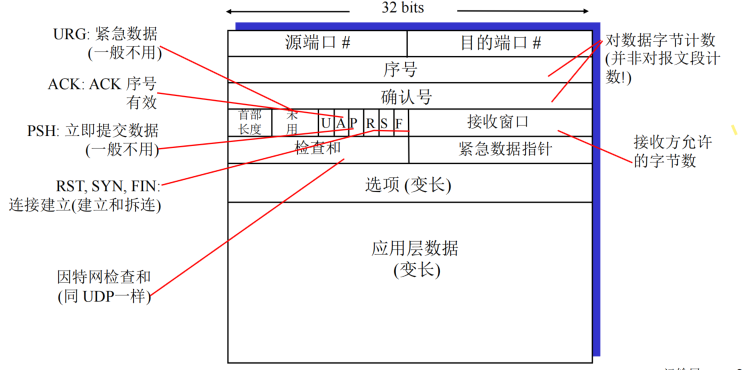 32 bits
URG: 紧急数据
(一般不用)
ACK: ACK 序号
有效
PSH: 立即提交数据
(一般不用)
RST, SYN, FIN:
连接建立(建立和拆连)
因特网检查和
(同 UDP一样)
源端口 #
目的端口 #
序号
确认号
首部
长度
未
用
U A P R S F
接收窗口
检查和
紧急数据指针
选项 (变长)
应用层数据
(变长)
对数据字节计数
(并非对报文段计
数!)
接收方允许
的字节数